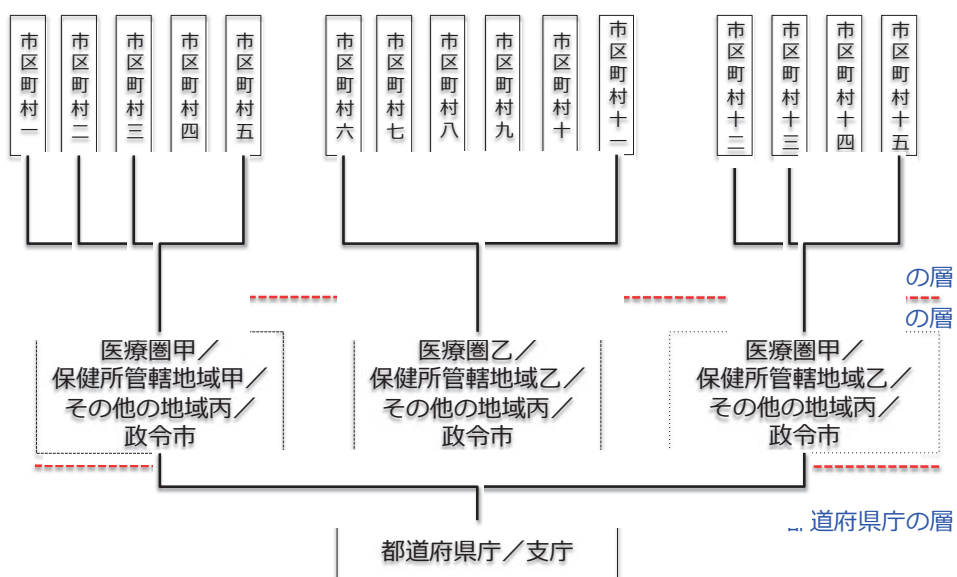 市区町村一
市区町村二
市区町村三
市区町村四
市区町村五
市区町村六
市区町村七
市区町村八
市区町村九
市区町村十
市区町村十一
市区町村十二
市区町村十三
市区町村十四
市区町村十五
の層
の層
医療圏甲／
保健所管轄地域甲／
その他の地域丙／
政令市
医療圏乙／
保健所管轄地域乙／
その他の地域丙／
政令市
医療圏甲／
保健所管轄地域乙／
その他の地域丙／
政令市
道府県庁の層
都道府県庁／支庁